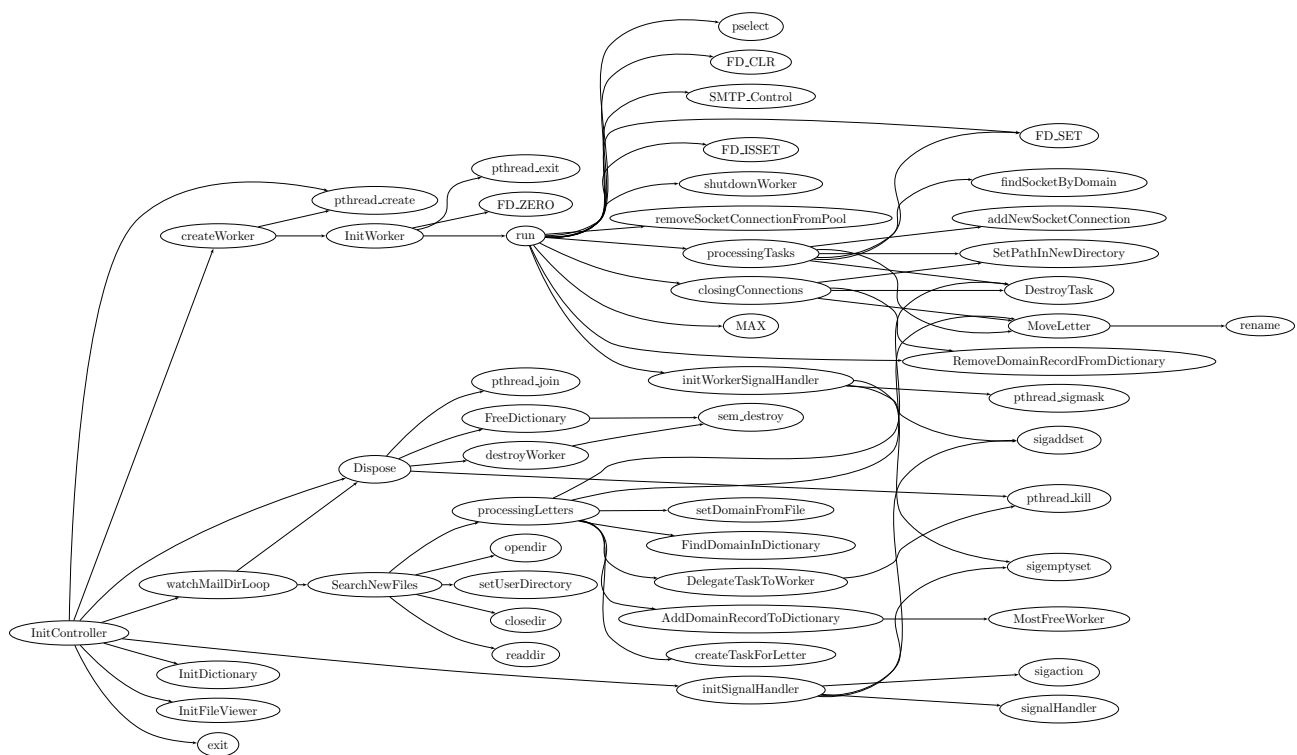 pselect
FD_CLR
SMTP_Control
FD_SET
FD_ISSET
pthread_exit
findSocketByDomain
shutdownWorker
pthread_create
FD_ZERO
removeSocketConnectionFromPool
addNewSocketConnection
createWorker
InitWorker
run
processingTasks
SetPathInNewDirectory
closingConnections
DestroyTask
MAX
MoveLetter
rename
RemoveDomainRecordFromDictionary
pthread_join
initWorkerSignalHandler
pthread_sigmask
FreeDictionary
sem_destroy
sigaddset
destroyWorker
Dispose
pthread_kill
processingLetters
setDomainFromFile
opendir
FindDomainInDictionary
sigemptyset
watchMailDirLoop
SearchNewFiles
setUserDirectory
DelegateTaskToWorker
closedir
AddDomainRecordToDictionary
MostFreeWorker
InitController
readdir
createTaskForLetter
InitDictionary
initSignalHandler
sigaction
InitFileViewer
signalHandler
exit